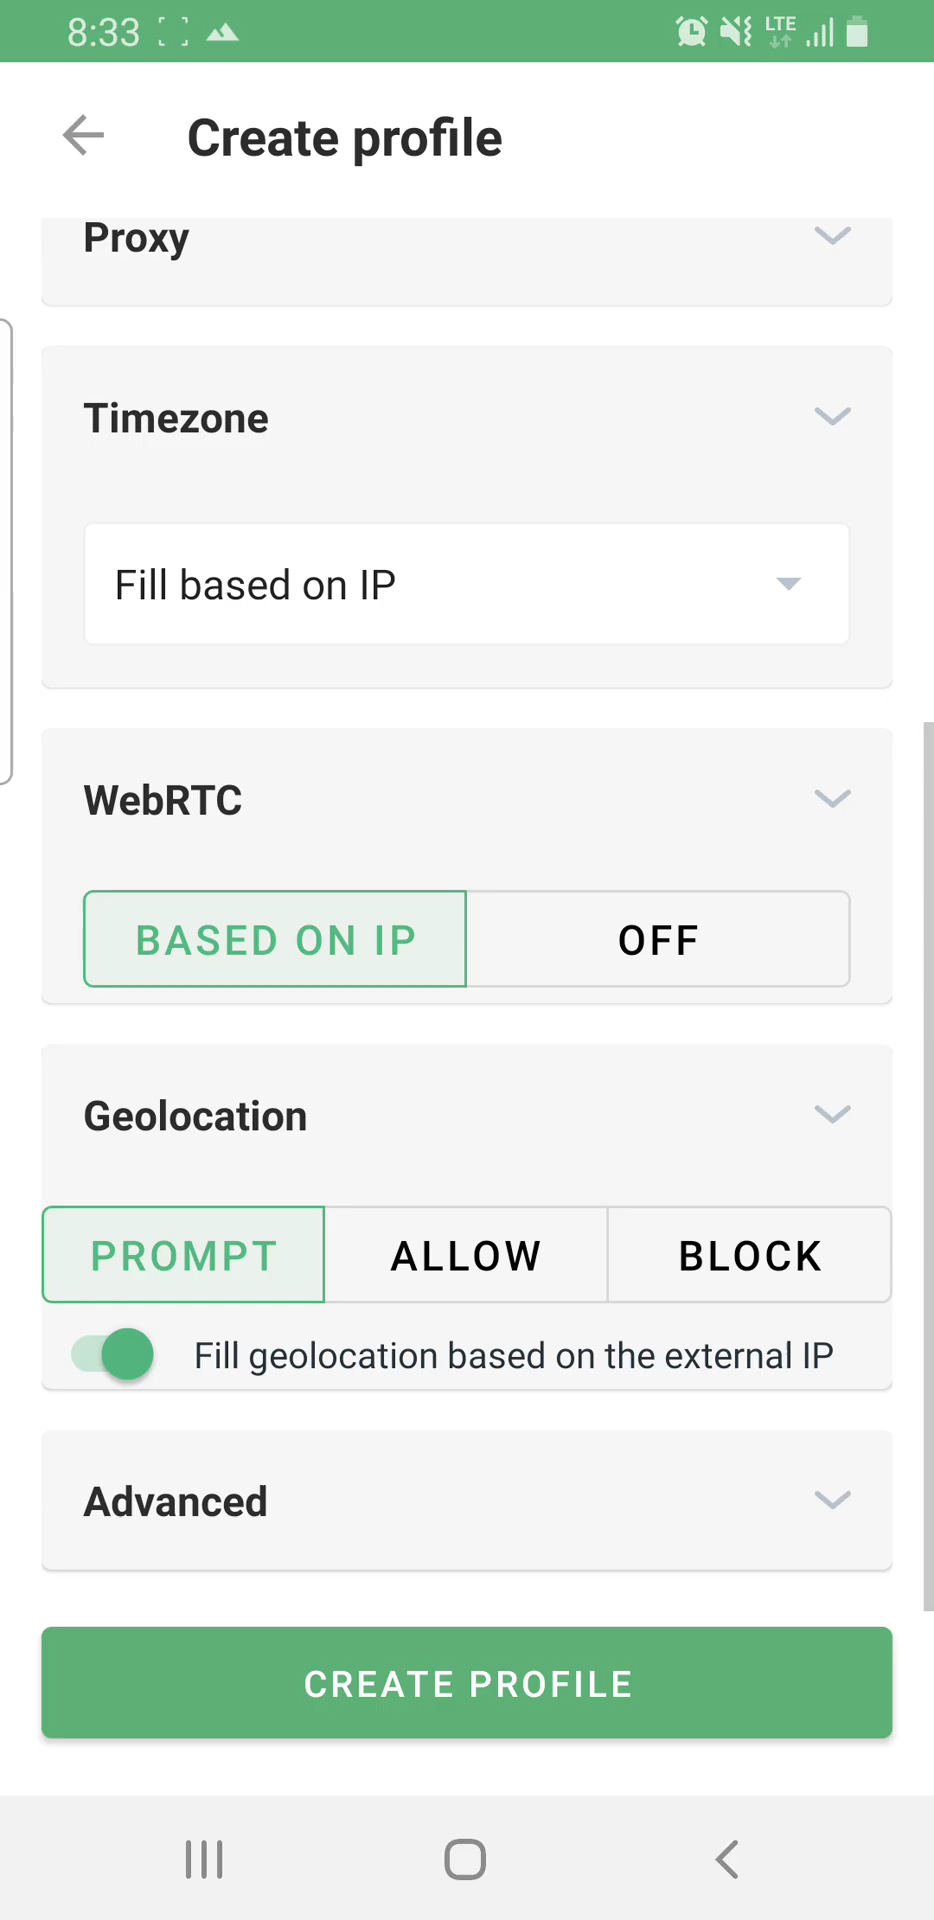 8:33
LTE
Create profile
Proxy
Timezone
Fill based on IP
WebRTC
BASED ON IP
OFF
Geolocation
PROMPT
ALLOW
BLOCK
Fill geolocation based on the external IP
Advanced
CREATE PROFILE